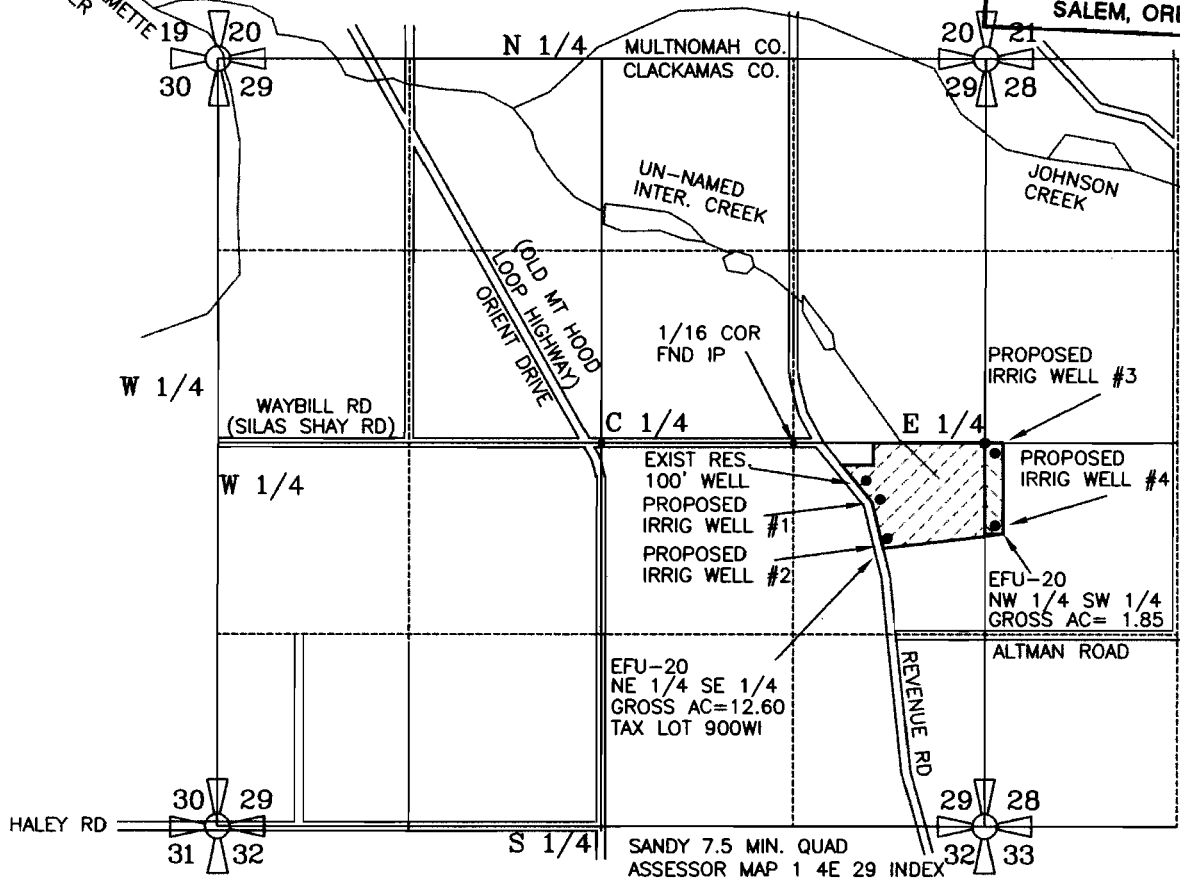 METTE
ER
SALEM, ORE
19 20
30 29
N 1/4
MULTNOMAH CO.
CLACKAMAS CO.
20 21
29 28
JOHNSON
CREEK
UN-NAMED
INTER. CREEK
(OLD MT HOOD
LOOP HIGHWAY)
ORIENT DRIVE
1/16 COR
FND IP
PROPOSED
IRRIG WELL #3
W 1/4
WAYBILL RD
(SILAS SHAY RD)
C 1/4
E 1/4
W 1/4
EXIST RES.
100' WELL
PROPOSED
IRRIG WELL #1
PROPOSED
IRRIG WELL #2
PROPOSED
IRRIG WELL #4
EFU-20
NW 1/4 SW 1/4
GROSS AC= 1.85
ALTMAN ROAD
EFU-20
NE 1/4 SE 1/4
GROSS AC=12.60
TAX LOT 900WI
REVENUE RD
HALEY RD
30 29
31 32
S 1/4
29 28
32 33
SANDY 7.5 MIN. QUAD
ASSESSOR MAP 1 4E 29 INDEX